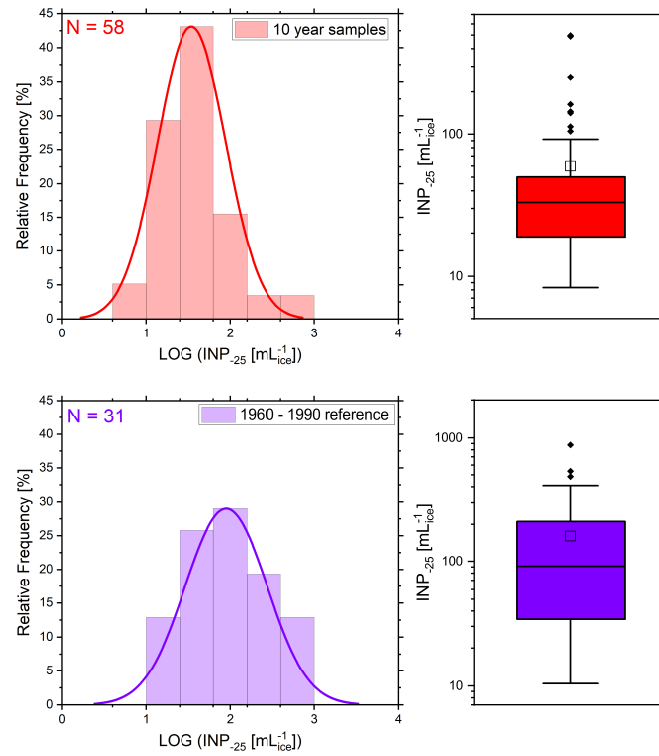 N = 58
10 year samples
Relative Frequency [%]
45
40
35
30
25
20
15
10
5
0
0 1 2 3 4
LOG (INP-25 [mL-1ice])
INP-25 [mL-1ice]
100
10
N = 31
1960 - 1990 reference
Relative Frequency [%]
45
40
35
30
25
20
15
10
5
0
0 1 2 3 4
LOG (INP-25 [mL-1ice])
INP-25 [mL-1ice]
1000
100
10